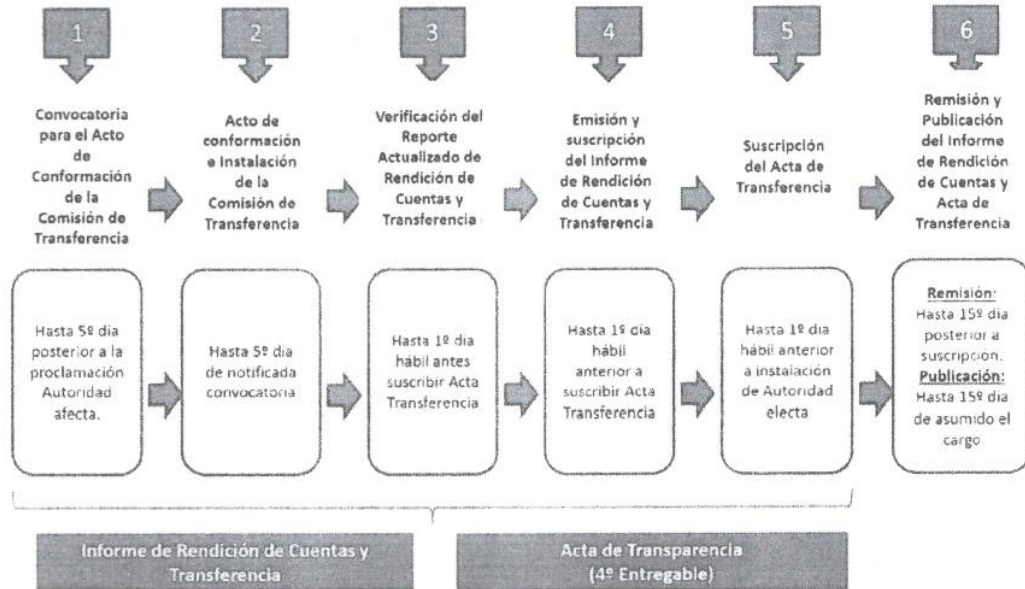 1
Convocatoria
para el Acto
de
Conformación
de la
Comisión de
Transferencia
2
Acto de
conformación
e Instalación
de la
Comisión de
Transferencia
3
Verificación del
Reporte
Actualizado de
Rendición de
Cuentas y
Transferencia
4
Emisión y
suscripción
del Informe
de Rendición
de Cuentas y
Transferencia
5
Suscripción
del Acta de
Transferencia
6
Remisión y
Publicación
del Informe
de Rendición
de Cuentas y
Acta de
Transferencia
Hasta 5º día
posterior a la
proclamación
Autoridad
afecta.
Hasta 5º día
de notificada
convocatoria
Hasta 1º día
hábil antes
suscribir Acta
Transferencia
Hasta 1º día
hábil
anterior a
suscribir Acta
Transferencia
Hasta 1º día
hábil anterior
a instalación
de Autoridad
electa
Remisión:
Hasta 15º día
posterior a
suscripción.
Publicación:
Hasta 15º día
de asumido el
cargo
Informe de Rendición de Cuentas y
Transferencia
Acta de Transparencia
(4º Entregable)